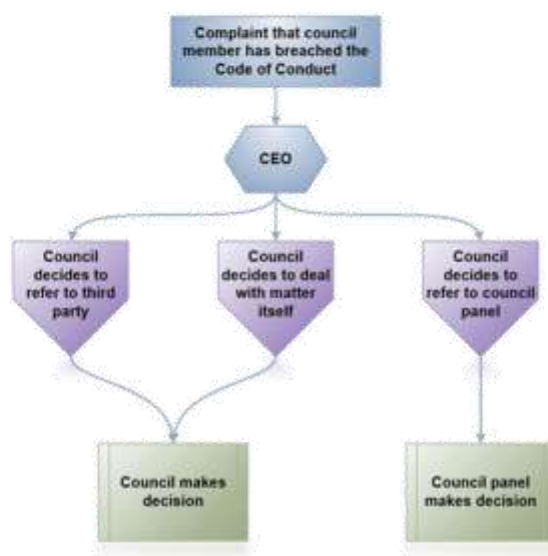 Complaint that council
member has breached the
Code of Conduct
CEO
Council
decides to
refer to third
party
Council
decides to deal
with matter
itself
Council
decides to
refer to council
panel
Council makes
decision
Council panel
makes decision